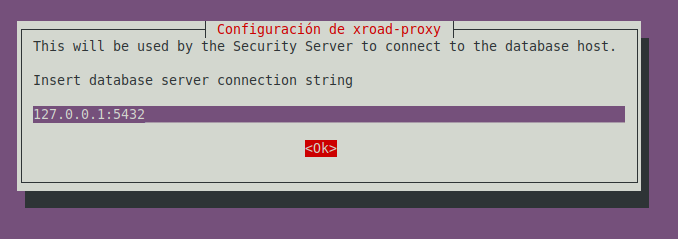 Configuración de xroad-proxy
This will be used by the Security Server to connect to the database host.
Insert database server connection string
127.0.0.1:5432
<Ok>